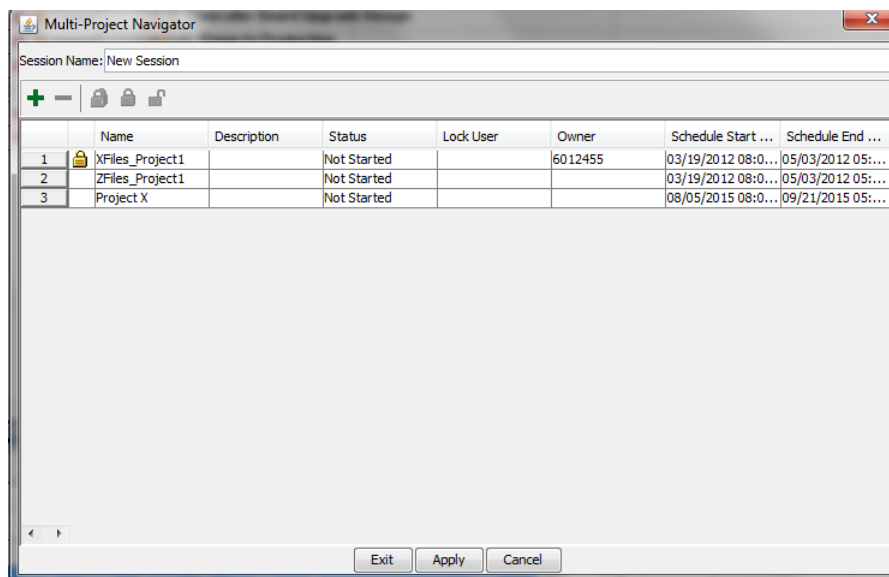 Multi-Project Navigator
Session Name: New Session
Name Description Status Lock User Owner Schedule Start ... Schedule End ...
1 XFiles_Project1 Not Started 6012455 03/19/2012 08:0... 05/03/2012 05:...
2 ZFiles_Project1 Not Started 03/19/2012 08:0... 05/03/2012 05:...
3 Project X Not Started 08/05/2015 08:0... 09/21/2015 05:...
Exit Apply Cancel